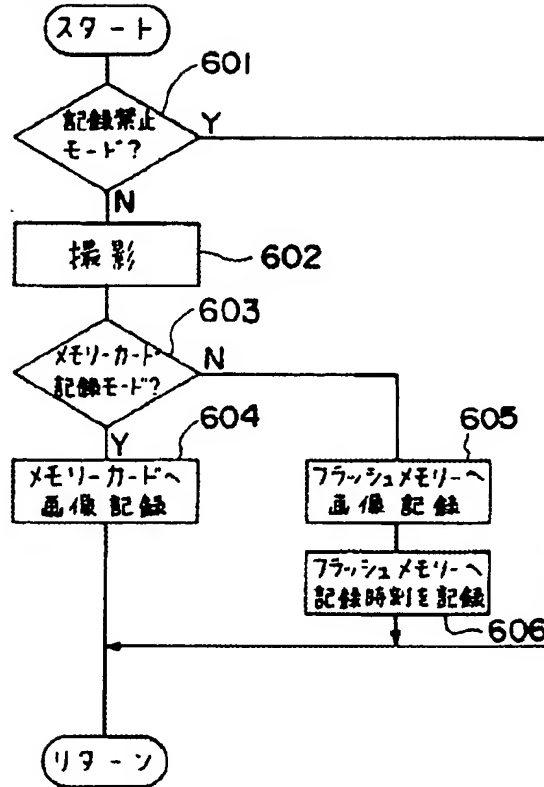 スタート
601
記録禁止
モード?
Y
N
撮影
602
603
メモリーカード
記録モード?
N
Y
604
メモリーカードへ
画像記録
605
フラッシュメモリーへ
画像記録
フラッシュメモリーへ
記録時刻を記録
606
リターン